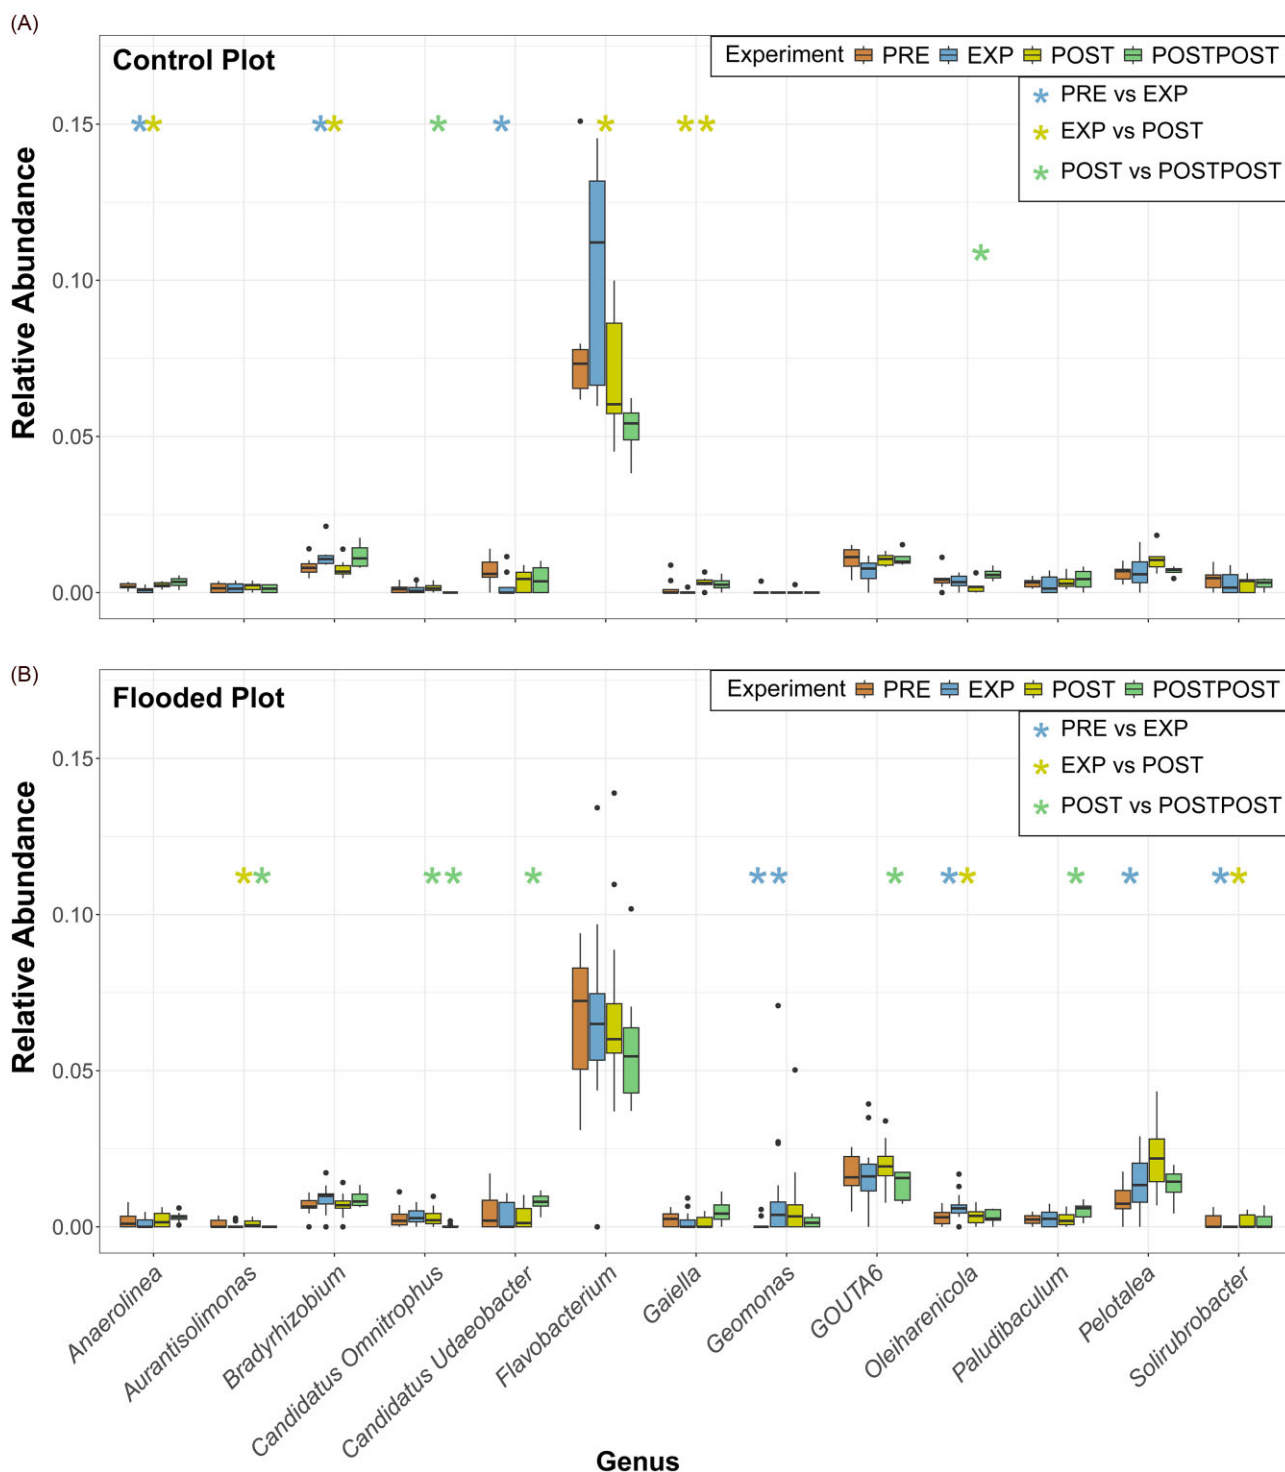 (A)
Control Plot
Experiment PRE EXP POST POSTPOST
* PRE vs EXP
* EXP vs POST
* POST vs POSTPOST
** ** * * * ** *
Relative Abundance
0.15
0.10
0.05
0.00
(B)
Flooded Plot
Experiment PRE EXP POST POSTPOST
* PRE vs EXP
* EXP vs POST
* POST vs POSTPOST
** ** * ** * ** * * **
Relative Abundance
0.15
0.10
0.05
0.00
Anaerolinea
Aurantisolimonas
Bradyrhizobium
Candidatus Omnitrophus
Candidatus Udaeobacter
Flavobacterium
Gaiella
Geomonas
GOUTA6
Oleiharenicola
Paludibaculum
Pelotalea
Solirubrobacter
Genus